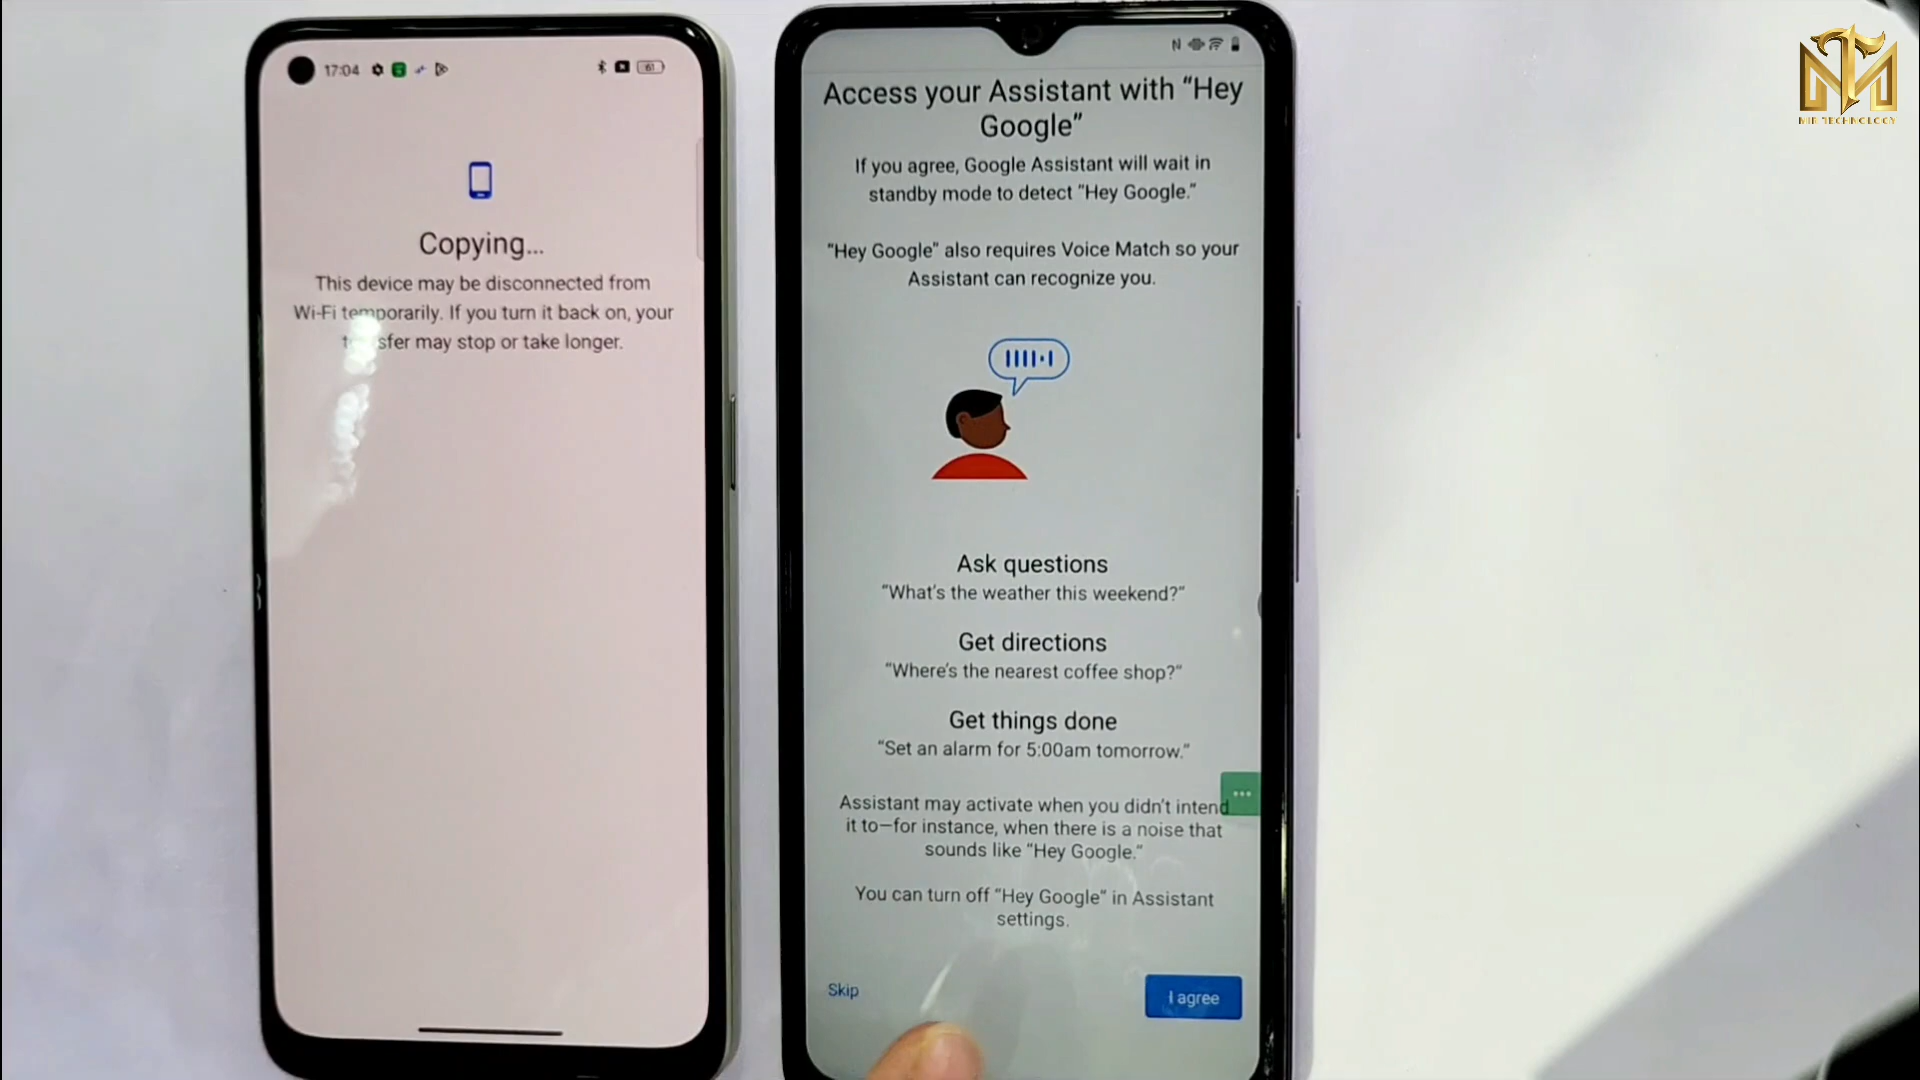 17:04
61
Copying...
This device may be disconnected from
Wi-Fi temporarily. If you turn it back on, your
sfer may stop or take longer.
N
Access your Assistant with “Hey
Google”
If you agree, Google Assistant will wait in
standby mode to detect “Hey Google.”
“Hey Google” also requires Voice Match so your
Assistant can recognize you.
Ask questions
“What's the weather this weekend?”
Get directions
“Where's the nearest coffee shop?”
Get things done
“Set an alarm for 5:00am tomorrow.”
Assistant may activate when you didn't intend
it to—for instance, when there is a noise that
sounds like “Hey Google.”
You can turn off “Hey Google” in Assistant
settings.
Skip
I agree
TECHNOLOGY